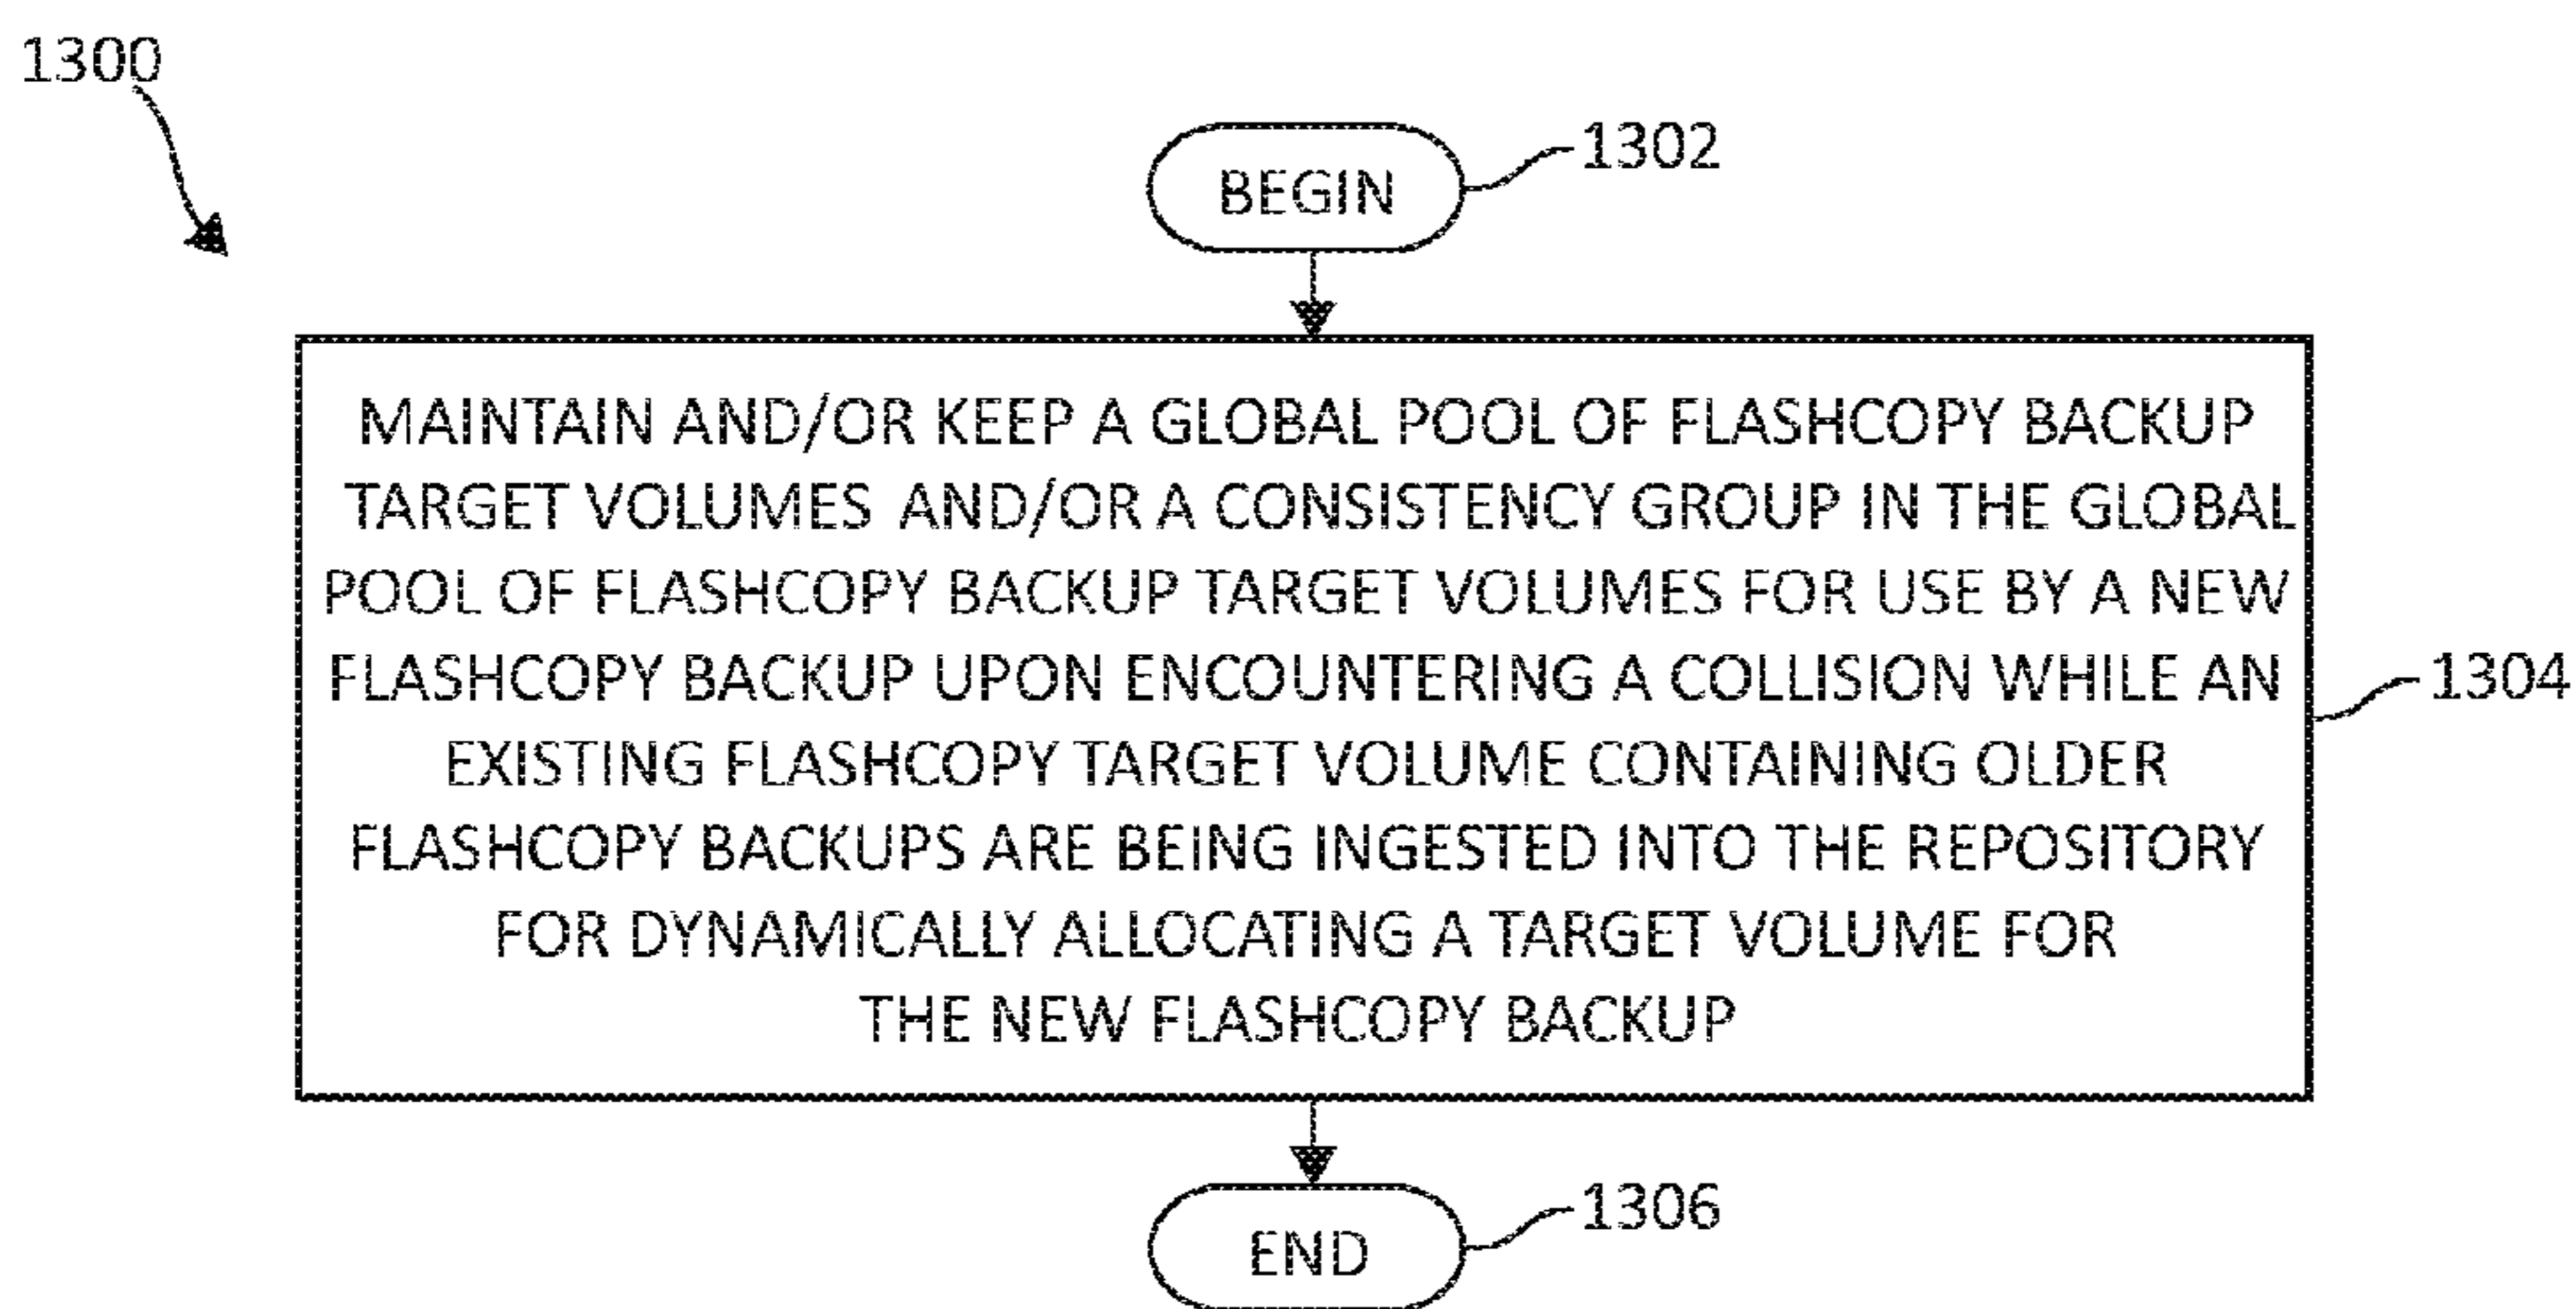 1300
BEGIN
1302
MAINTAIN AND/OR KEEP A GLOBAL POOL OF FLASHCOPY BACKUP
TARGET VOLUMES AND/OR A CONSISTENCY GROUP IN THE GLOBAL
POOL OF FLASHCOPY BACKUP TARGET VOLUMES FOR USE BY A NEW
FLASHCOPY BACKUP UPON ENCOUNTERING A COLLISION WHILE AN
EXISTING FLASHCOPY TARGET VOLUME CONTAINING OLDER
FLASHCOPY BACKUPS ARE BEING INGESTED INTO THE REPOSITORY
FOR DYNAMICALLY ALLOCATING A TARGET VOLUME FOR
THE NEW FLASHCOPY BACKUP
1304
END
1306